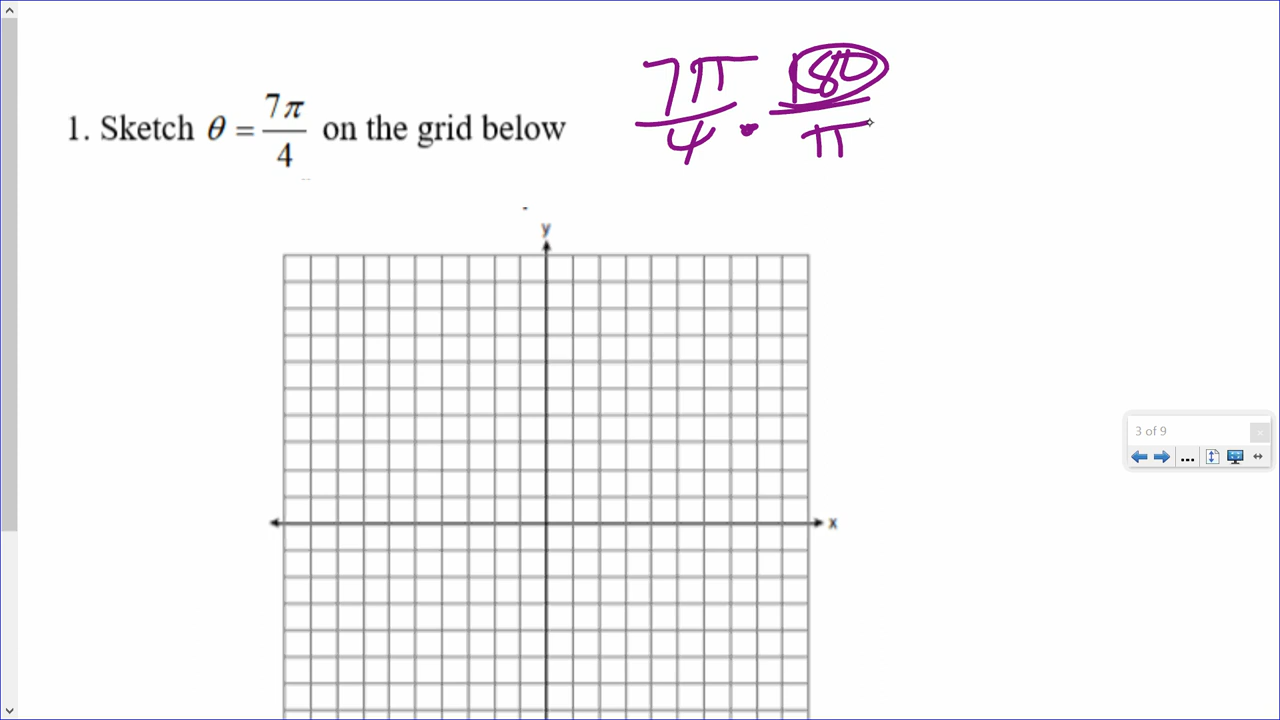 1. Sketch θ = 7π/4 on the grid below
7π/4 · 180/π
y
x
3 of 9
...